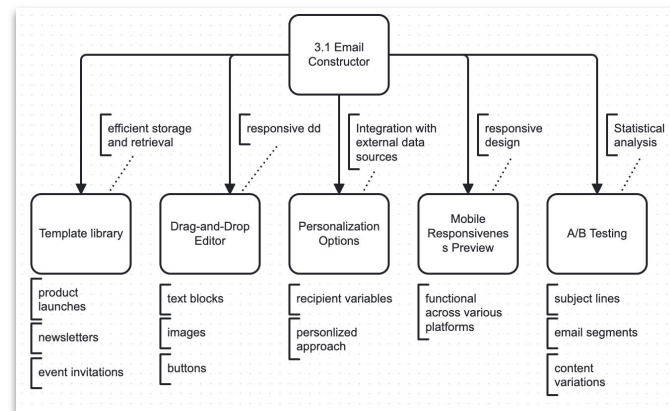 3.1 Email
Constructor
efficient storage
and retrieval
responsive dd
Integration with
external data
sources
responsive
design
Statistical
analysis
Template library
Drag-and-Drop
Editor
Personalization
Options
Mobile
Responsivenes
s Preview
A/B Testing
product
launches
newsletters
event invitations
text blocks
images
buttons
recipient variables
personlized
approach
functional
across various
platforms
subject lines
email segments
content
variations